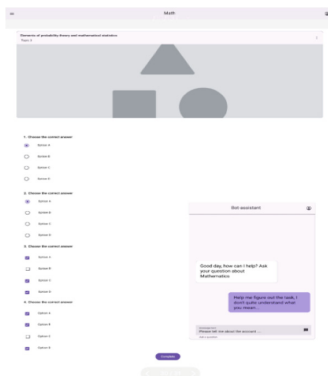 Math
Elements of probability theory and mathematical statistics
Topic 3
1. Choose the correct answer
Option A
Option B
Option C
Option D
2. Choose the correct answer
Option A
Option B
Option C
Option D
3. Choose the correct answer
Option A
Option B
Option C
Option D
4. Choose the correct answer
Option A
Option B
Option C
Option D
Complete
Bot assistant
Good day, how can I help? Ask
your question about
Mathematics
Help me figure out the task, I
don't quite understand what
you mean...
Please tell me about the account ...